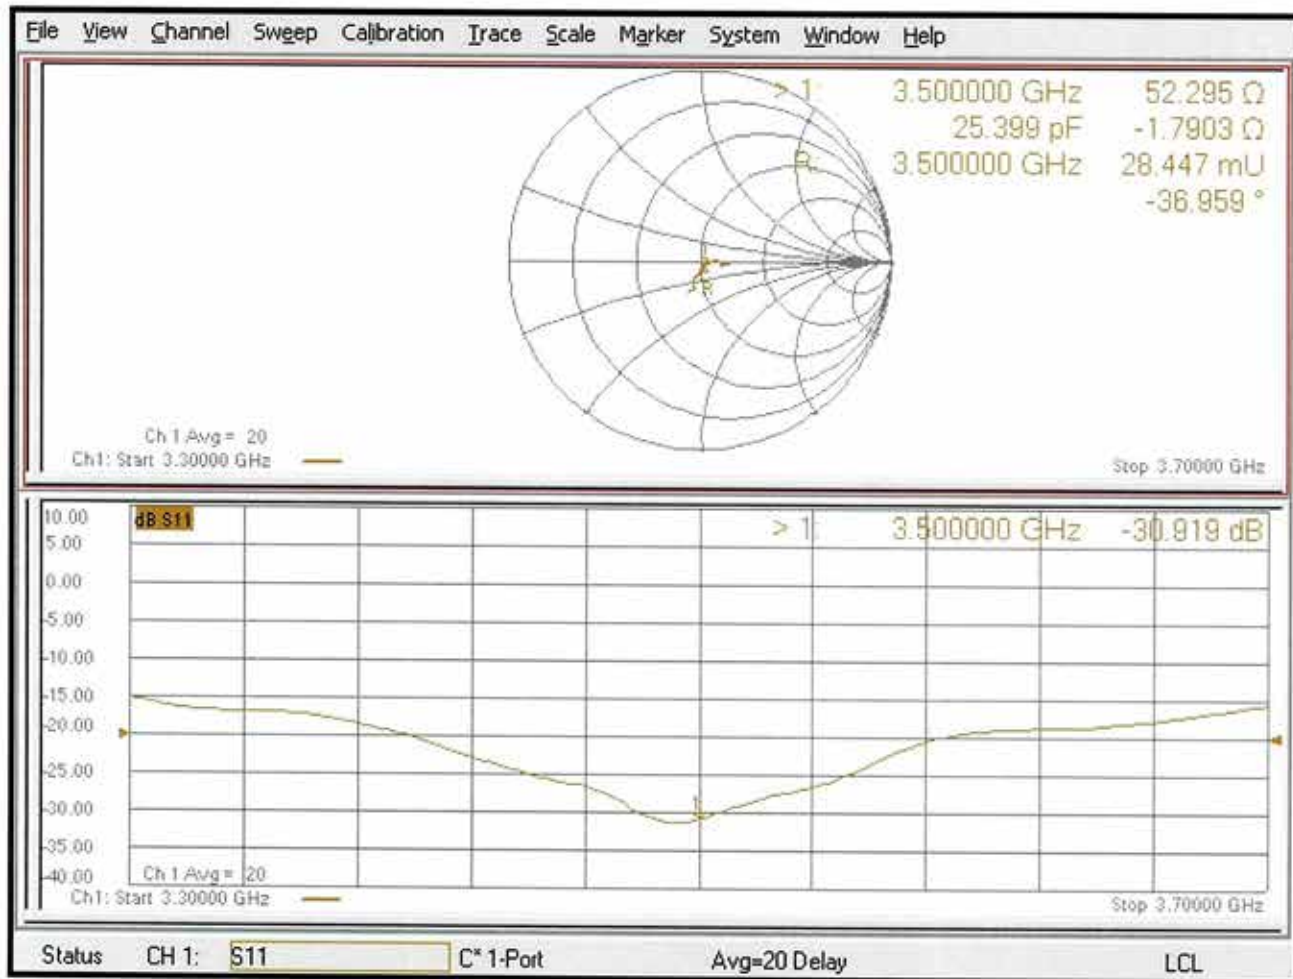 File View Channel Sweep Calibration Trace Scale Marker System Window Help
> 1: 3.500000 GHz 52.295 Ω
25.399 pF -1.7903 Ω
3.500000 GHz 28.447 mU
-36.959 °
Ch 1 Avg = 20
Ch1: Start 3.30000 GHz
Stop 3.70000 GHz
10.00
dB S11
> 1: 3.500000 GHz -30.919 dB
5.00
0.00
-5.00
-10.00
-15.00
-20.00
-25.00
-30.00
1
-35.00
-40.00
Ch 1 Avg = 20
Ch1: Start 3.30000 GHz
Stop 3.70000 GHz
Status CH 1: S11 C* 1-Port Avg=20 Delay LCL